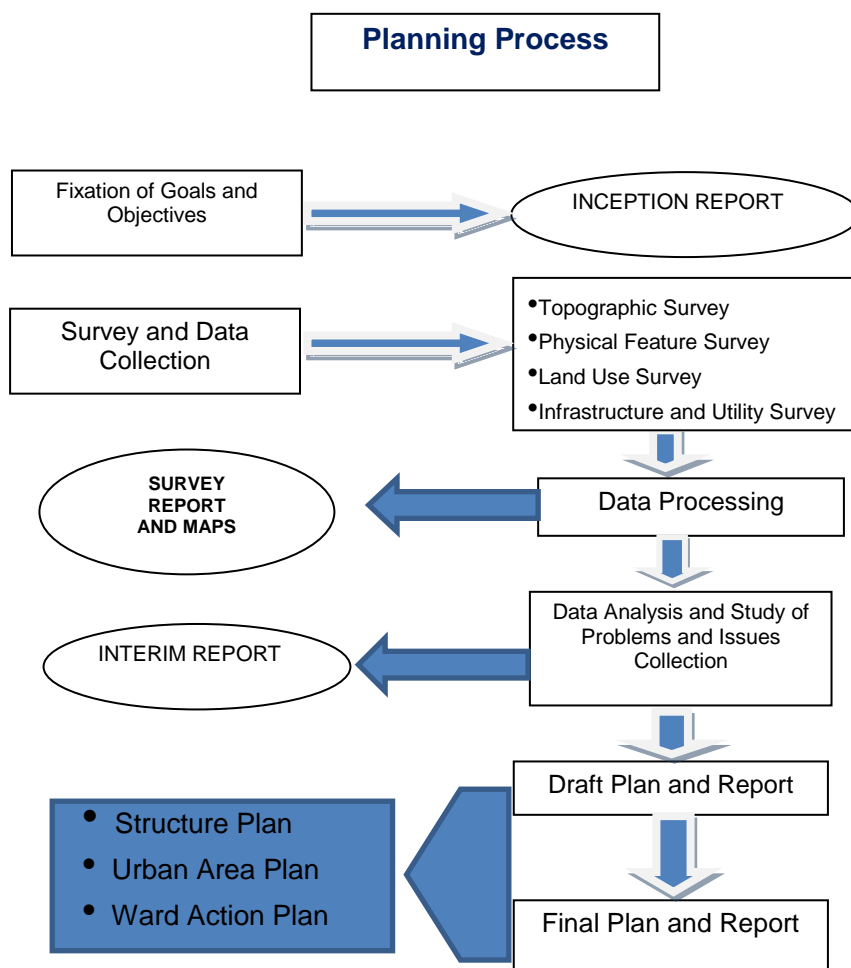 Planning Process
Fixation of Goals and
Objectives
INCEPTION REPORT
Survey and Data
Collection
•Topographic Survey
•Physical Feature Survey
•Land Use Survey
•Infrastructure and Utility Survey
SURVEY
REPORT
AND MAPS
Data Processing
Data Analysis and Study of
Problems and Issues
Collection
INTERIM REPORT
Draft Plan and Report
• Structure Plan
• Urban Area Plan
• Ward Action Plan
Final Plan and Report